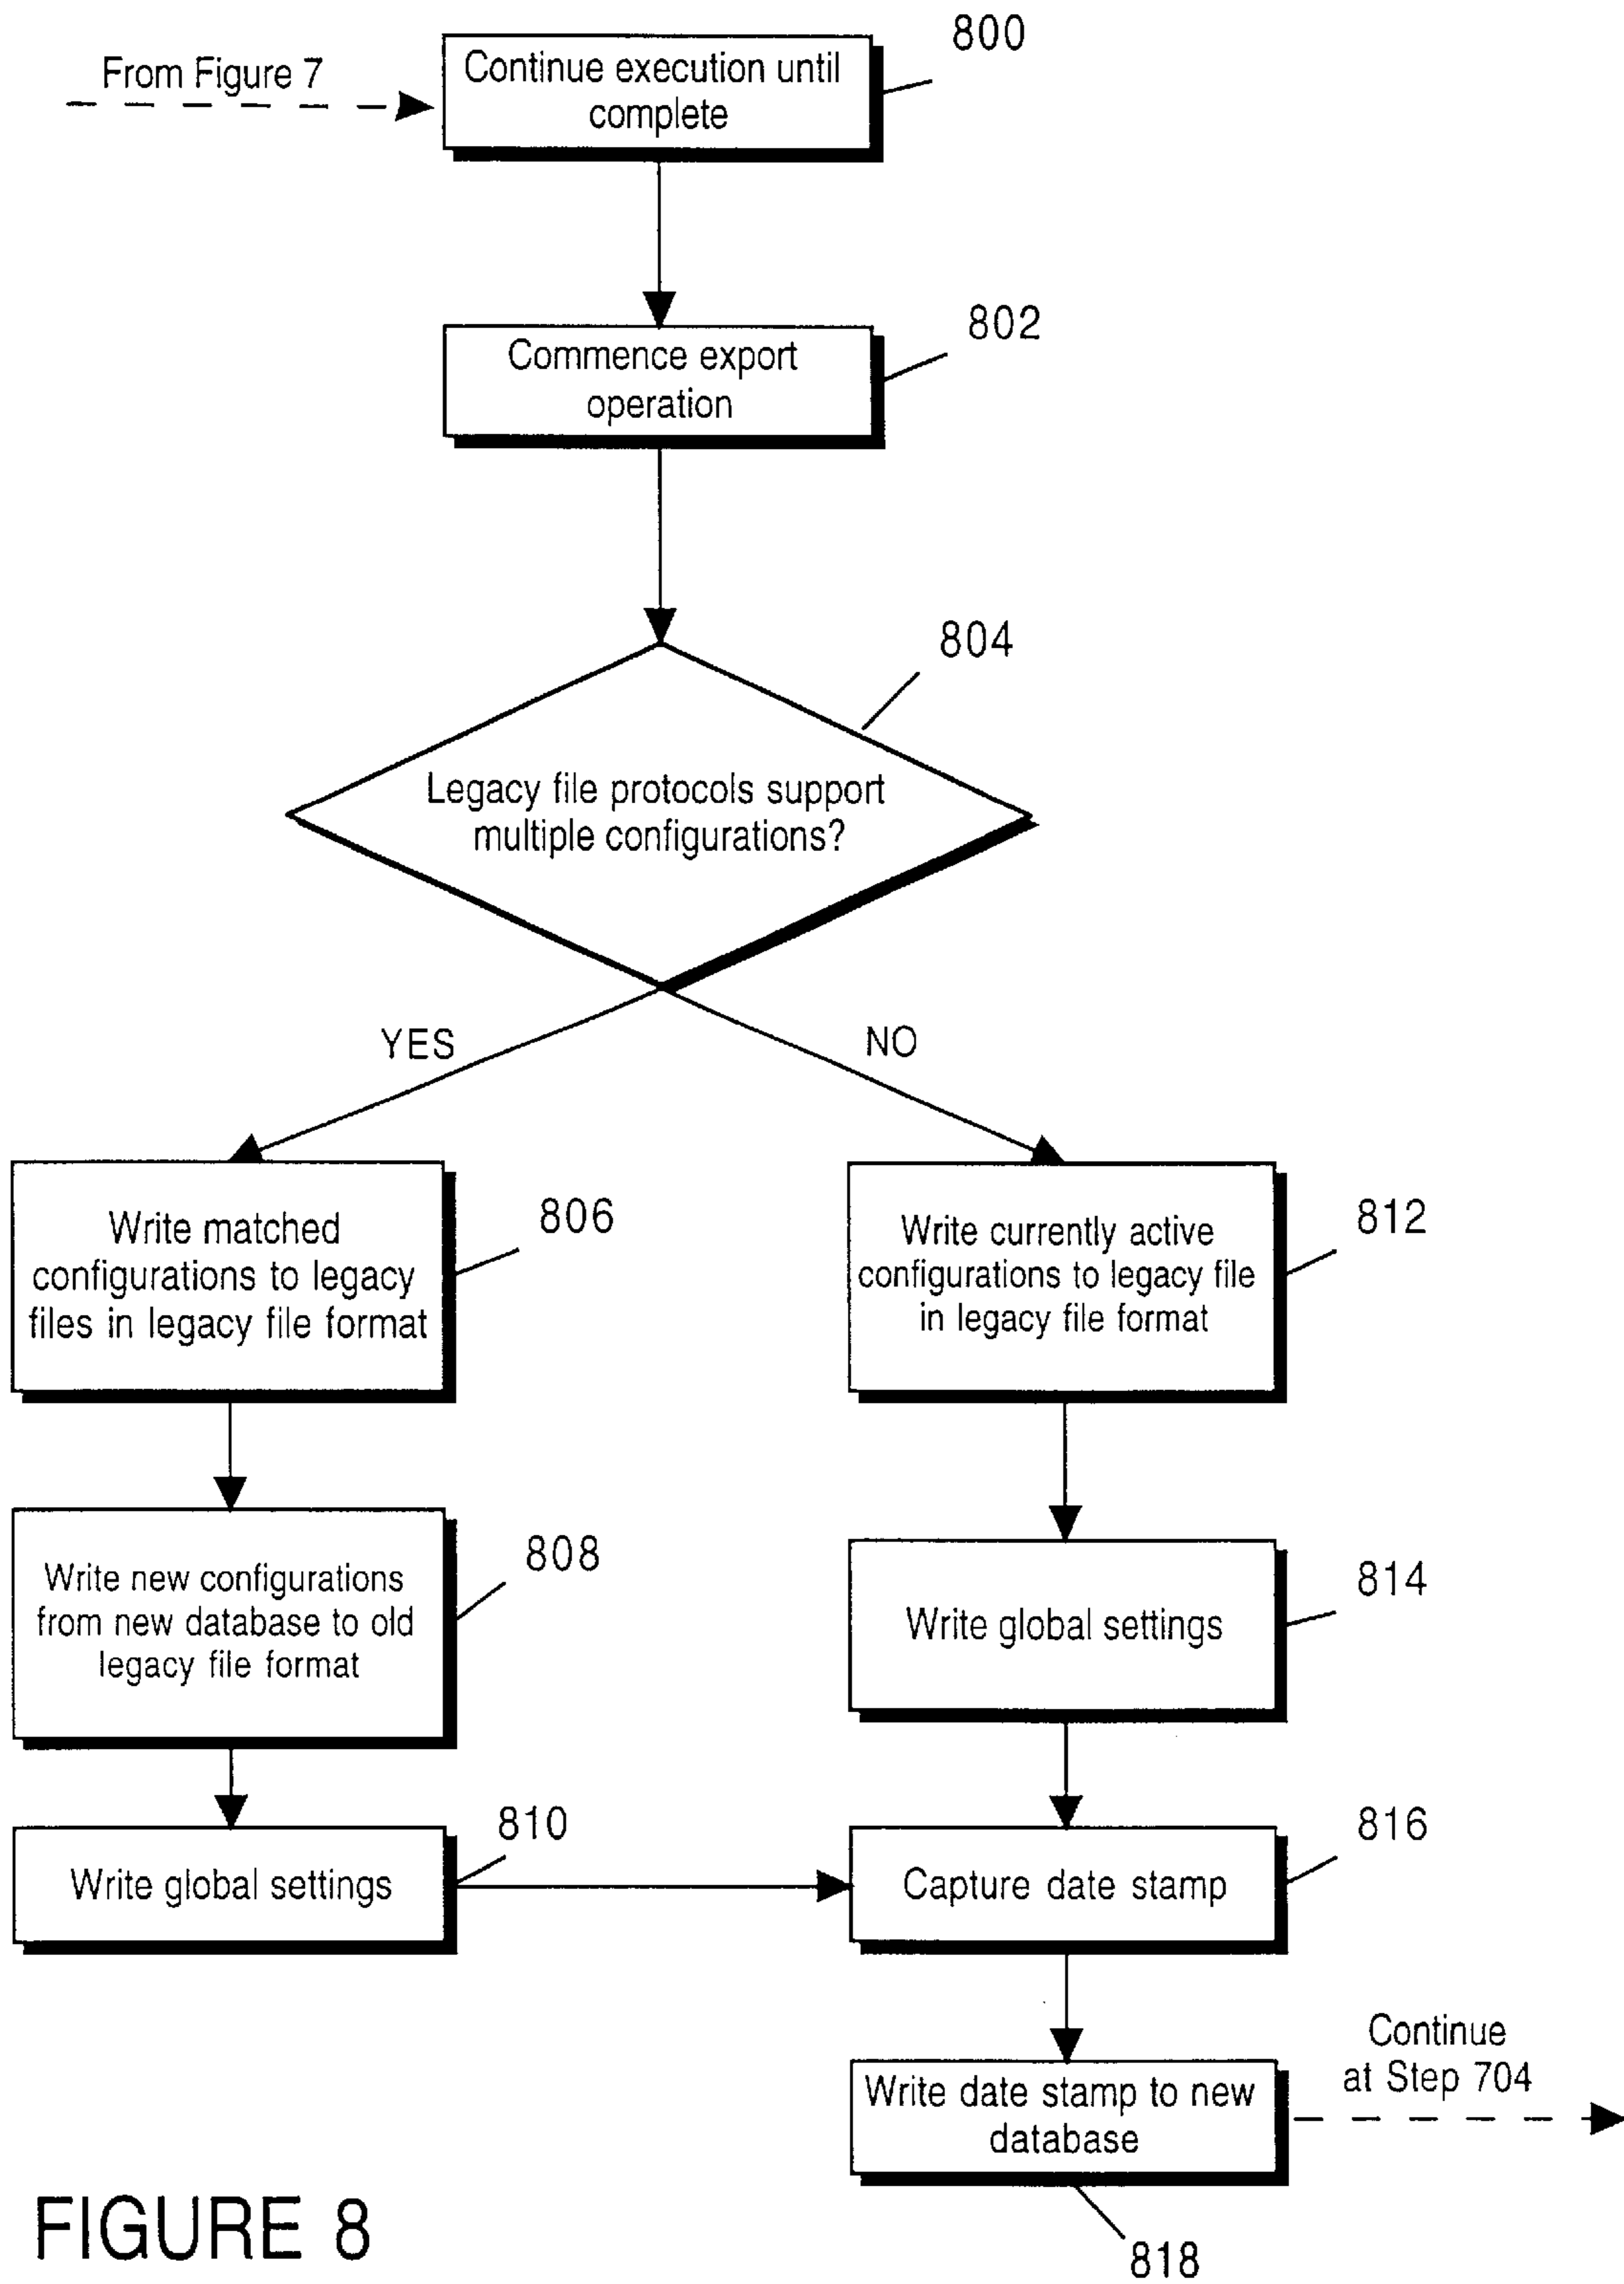 800
From Figure 7
Continue execution until
complete
802
Commence export
operation
804
Legacy file protocols support
multiple configurations?
YES
NO
Write matched
configurations to legacy
files in legacy file format
806
Write currently active
configurations to legacy file
in legacy file format
812
Write new configurations
from new database to old
legacy file format
808
Write global settings
814
Write global settings
810
Capture date stamp
816
Write date stamp to new
database
Continue
at Step 704
818
FIGURE 8